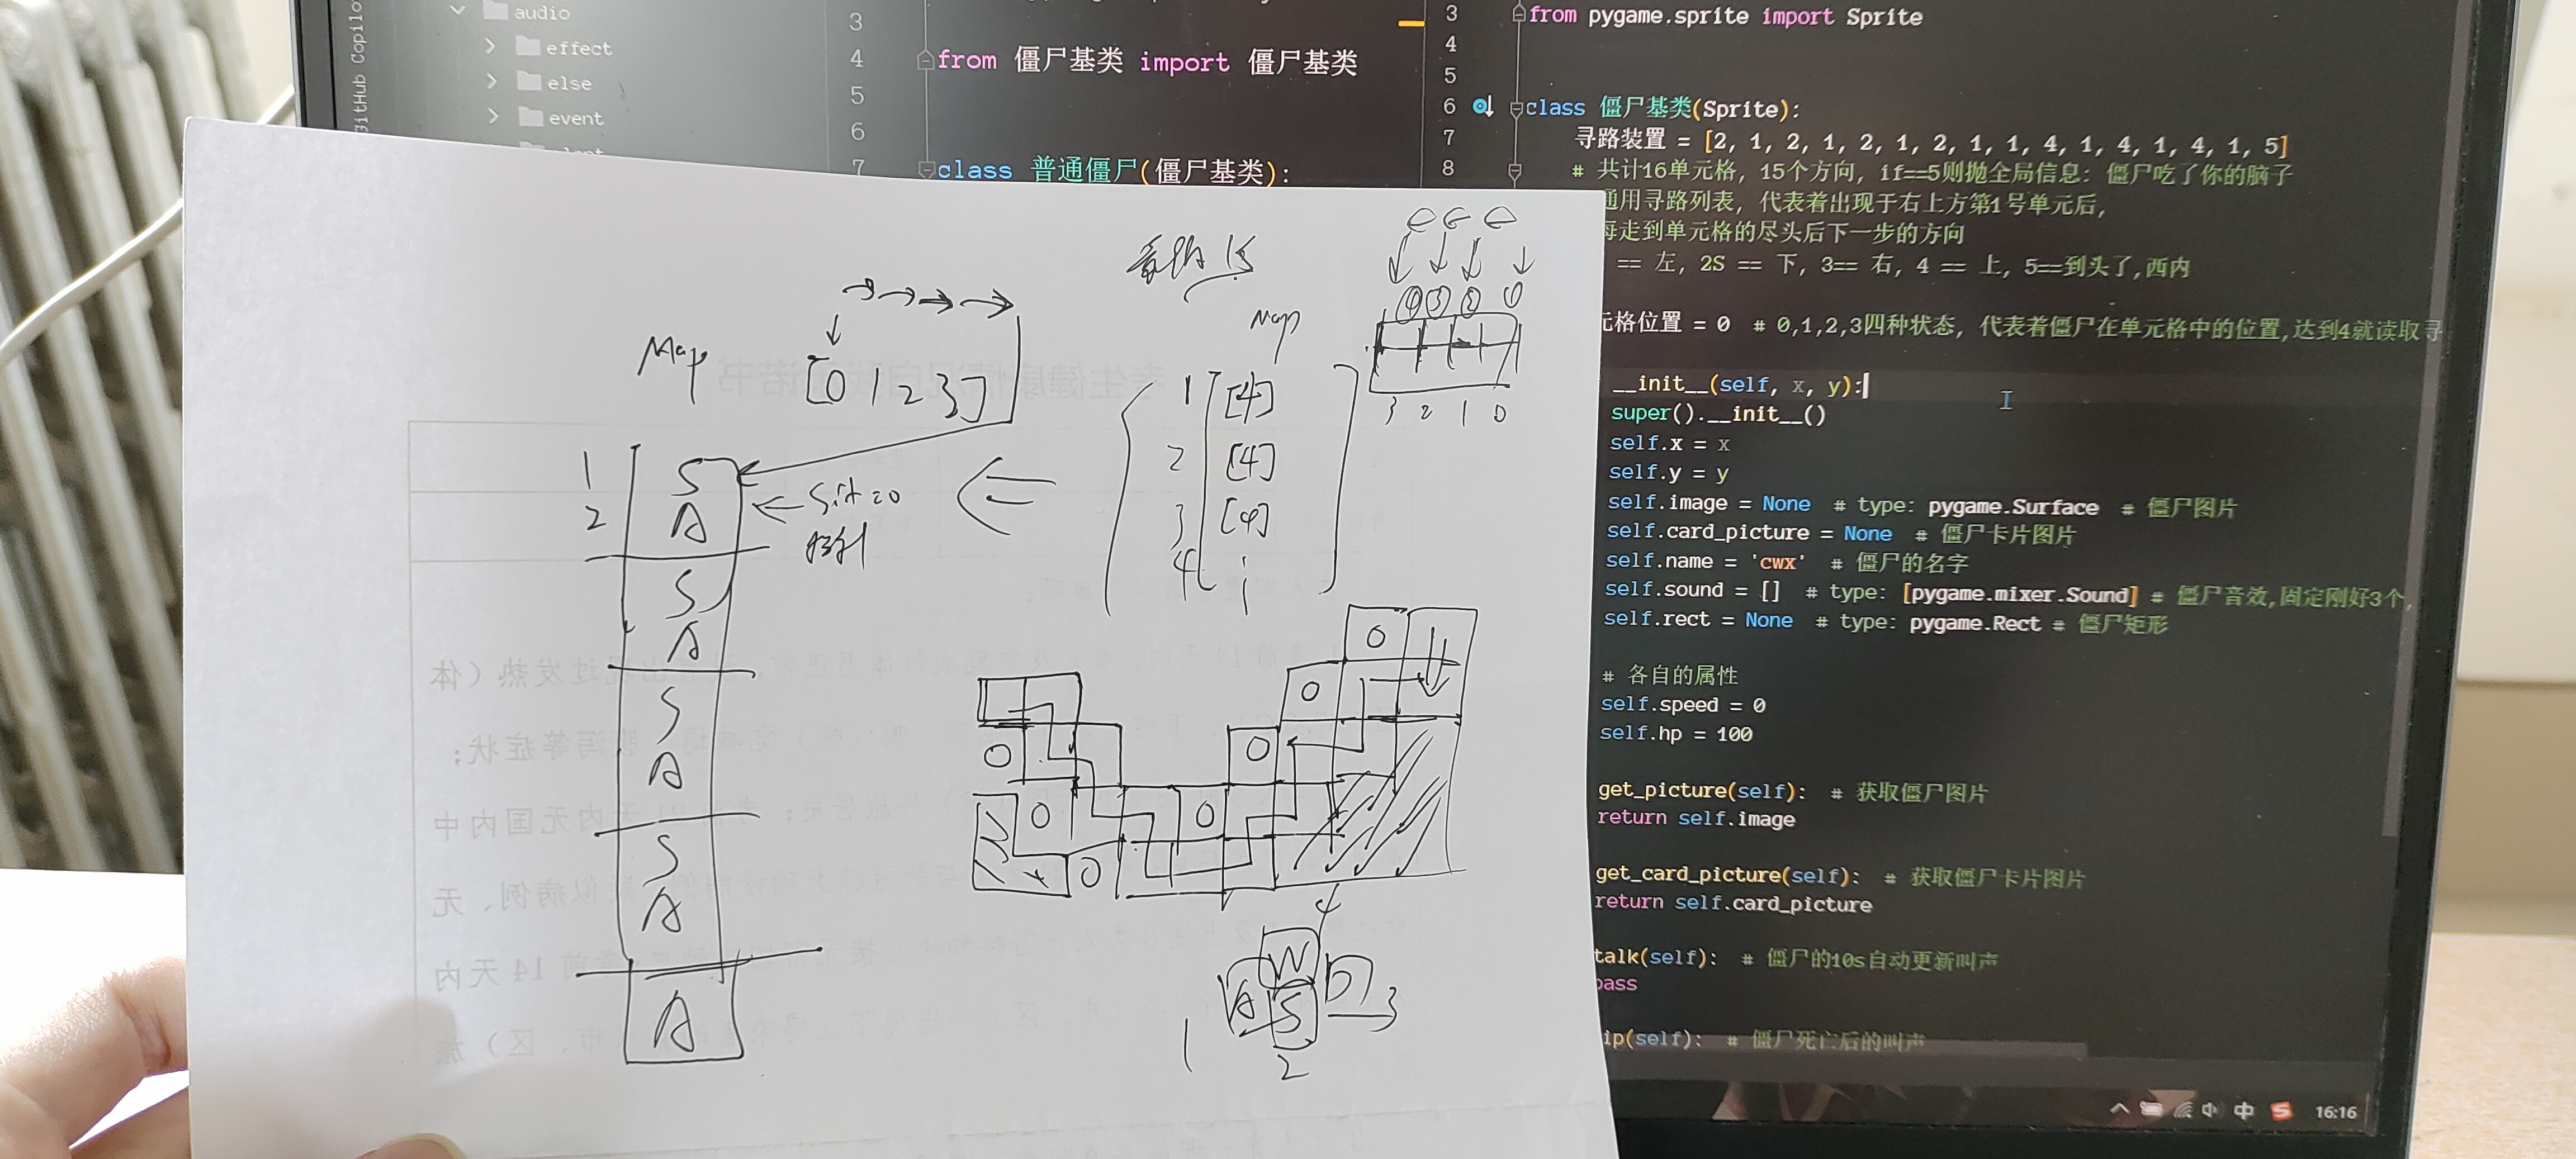 GitHub Copilo
audio
effect
else
event
3
4 from 僵尸基类 import 僵尸基类
5
6
7 class 普通僵尸(僵尸基类):
3 from pygame.sprite import Sprite
4
5
6 class 僵尸基类(Sprite):
7 寻路装置 = [2, 1, 2, 1, 2, 1, 2, 1, 1, 4, 1, 4, 1, 4, 1, 5]
8 # 共计16单元格, 15个方向, if==5则抛全局信息: 僵尸吃了你的脑子
通用寻路列表, 代表着出现于右上方第1号单元后,
每走到单元格的尽头后下一步的方向
== 左, 2S == 下, 3== 右, 4 == 上, 5==到头了,西内
元格位置 = 0 # 0,1,2,3四种状态, 代表着僵尸在单元格中的位置,达到4就读取寻
__init__(self, x, y):
super().__init__()
self.x = x
self.y = y
self.image = None # type: pygame.Surface # 僵尸图片
self.card_picture = None # 僵尸卡片图片
self.name = 'cwx' # 僵尸的名字
self.sound = [] # type: [pygame.mixer.Sound] # 僵尸音效,固定刚好3个,
self.rect = None # type: pygame.Rect # 僵尸矩形
# 各自的属性
self.speed = 0
self.hp = 100
get_picture(self): # 获取僵尸图片
return self.image
get_card_picture(self): # 获取僵尸卡片图片
return self.card_picture
talk(self): # 僵尸的10s自动更新叫声
pass
ip(self): # 僵尸死亡后的叫声
中
16:16
Map
[0 1 2 3]
1 S
2 A
S
A
S
A
S
A
A
Map
1 [4]
2 [4]
3 [4]
4
④ ③ ② ①
3 2 1 0
0
0
0
0
0
0
0
4
W
A S D
1 2 3